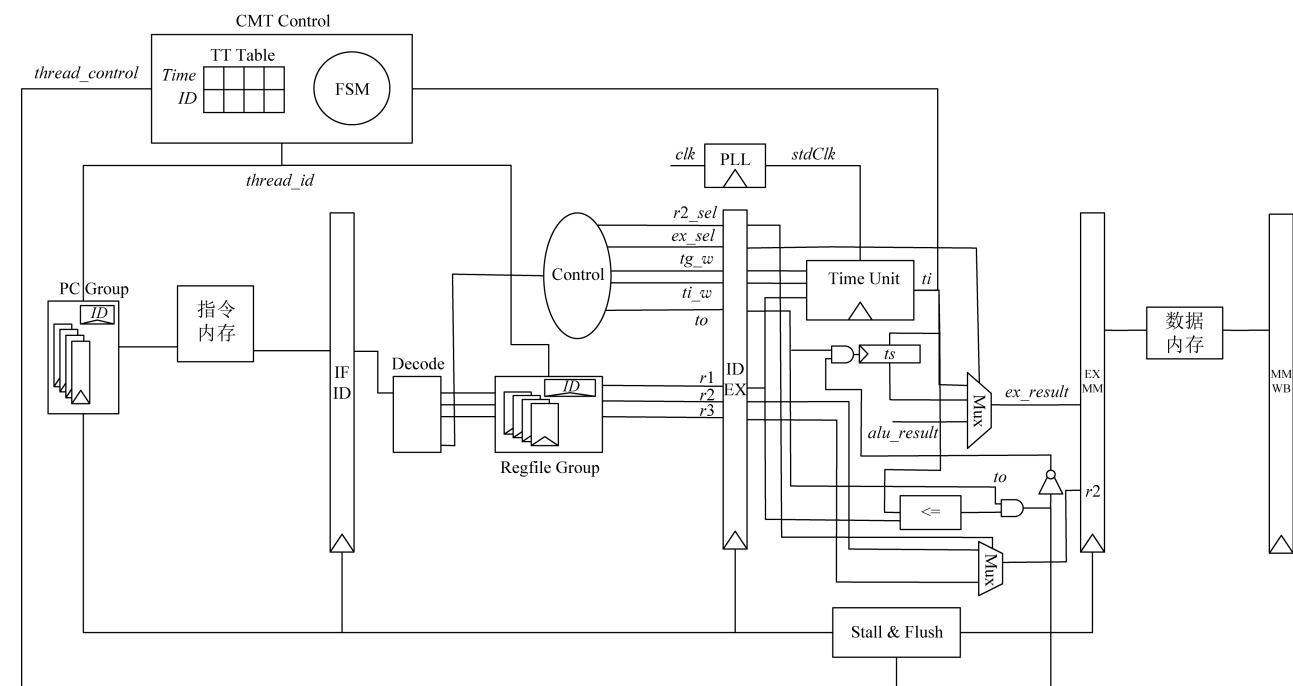 CMT Control
TT Table
thread_control
Time
ID
FSM
thread_id
clk
PLL
stdClk
r2_sel
ex_sel
tg_w
ti_w
to
Control
Time Unit
ti
PC Group
ID
指令
内存
IF
ID
Decode
ID
Regfile Group
r1
r2
r3
ID
EX
ts
Mux
alu_result
ex_result
to
<=
Mux
EX
MM
r2
数据
内存
MM
WB
Stall & Flush